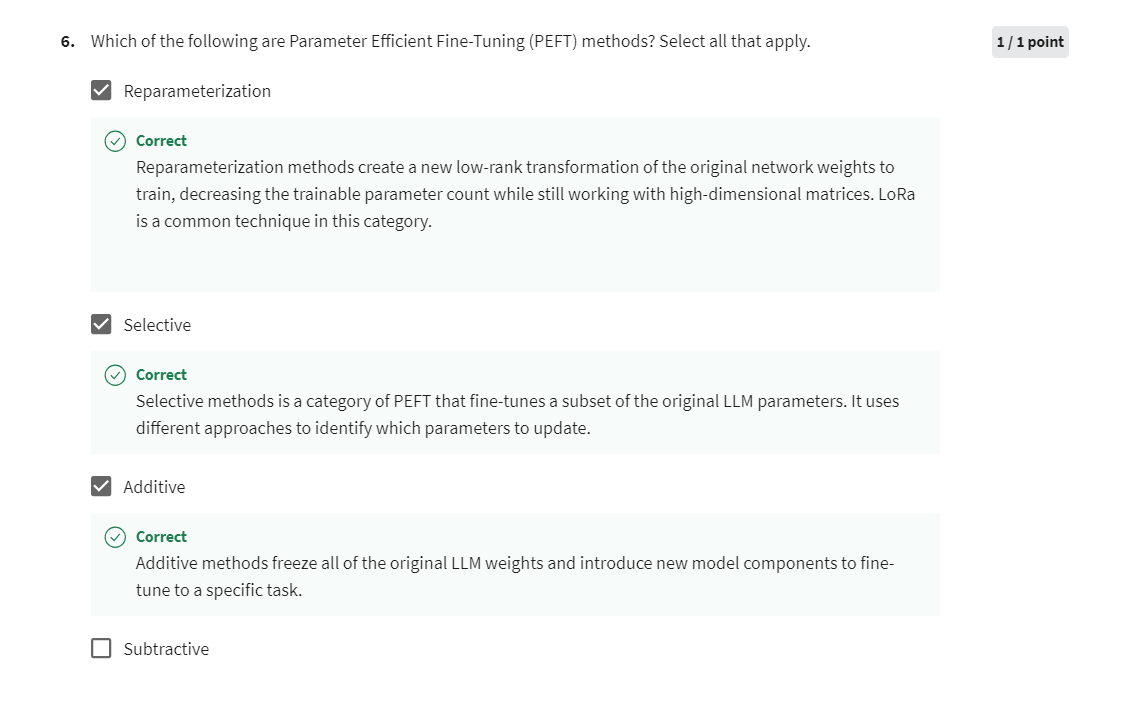 6. Which of the following are Parameter Efficient Fine-Tuning (PEFT) methods? Select all that apply.
1 / 1 point
Reparameterization
Correct
Reparameterization methods create a new low-rank transformation of the original network weights to
train, decreasing the trainable parameter count while still working with high-dimensional matrices. LoRa
is a common technique in this category.
Selective
Correct
Selective methods is a category of PEFT that fine-tunes a subset of the original LLM parameters. It uses
different approaches to identify which parameters to update.
Additive
Correct
Additive methods freeze all of the original LLM weights and introduce new model components to fine-
tune to a specific task.
Subtractive